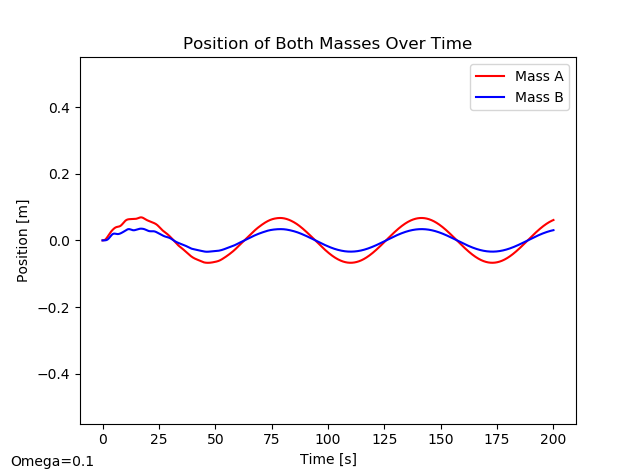 Position of Both Masses Over Time
Mass A
Mass B
Position [m]
0.4
0.2
0.0
−0.2
−0.4
0 25 50 75 100 125 150 175 200
Time [s]
Omega=0.1